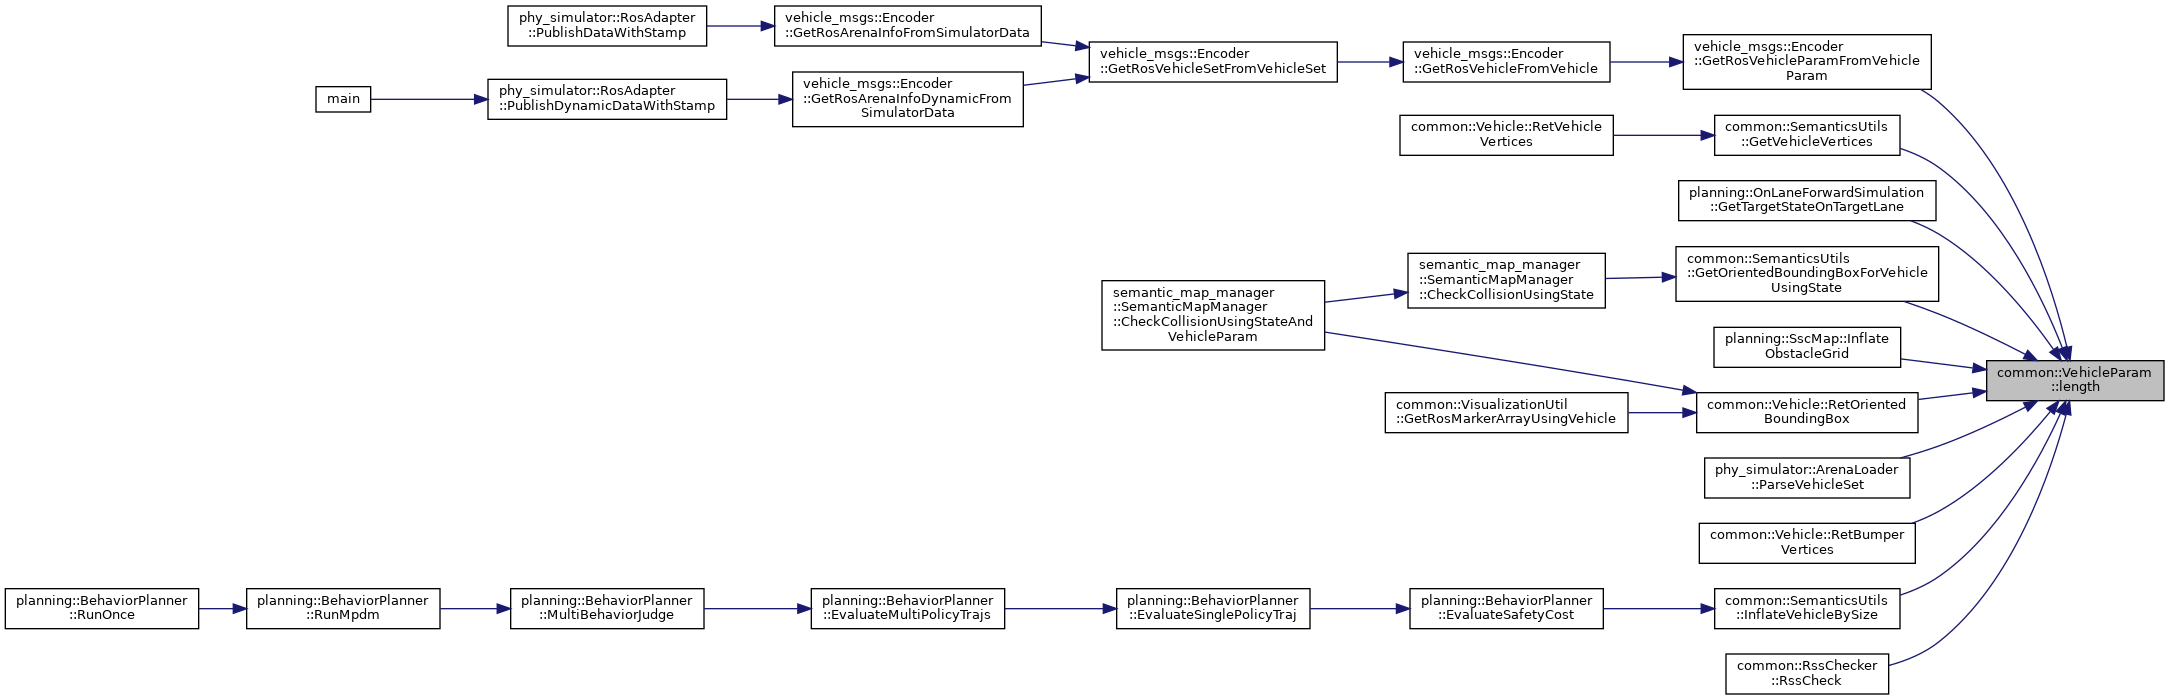 phy_simulator::RosAdapter
::PublishDataWithStamp
vehicle_msgs::Encoder
::GetRosArenaInfoFromSimulatorData
vehicle_msgs::Encoder
::GetRosVehicleSetFromVehicleSet
vehicle_msgs::Encoder
::GetRosVehicleFromVehicle
vehicle_msgs::Encoder
::GetRosVehicleParamFromVehicle
Param
main
phy_simulator::RosAdapter
::PublishDynamicDataWithStamp
vehicle_msgs::Encoder
::GetRosArenaInfoDynamicFrom
SimulatorData
common::Vehicle::RetVehicle
Vertices
common::SemanticsUtils
::GetVehicleVertices
planning::OnLaneForwardSimulation
::GetTargetStateOnTargetLane
semantic_map_manager
::SemanticMapManager
::CheckCollisionUsingStateAnd
VehicleParam
semantic_map_manager
::SemanticMapManager
::CheckCollisionUsingState
common::SemanticsUtils
::GetOrientedBoundingBoxForVehicle
UsingState
planning::SscMap::Inflate
ObstacleGrid
common::VehicleParam
::length
common::VisualizationUtil
::GetRosMarkerArrayUsingVehicle
common::Vehicle::RetOriented
BoundingBox
phy_simulator::ArenaLoader
::ParseVehicleSet
common::Vehicle::RetBumper
Vertices
planning::BehaviorPlanner
::RunOnce
planning::BehaviorPlanner
::RunMpdm
planning::BehaviorPlanner
::MultiBehaviorJudge
planning::BehaviorPlanner
::EvaluateMultiPolicyTrajs
planning::BehaviorPlanner
::EvaluateSinglePolicyTraj
planning::BehaviorPlanner
::EvaluateSafetyCost
common::SemanticsUtils
::InflateVehicleBySize
common::RssChecker
::RssCheck